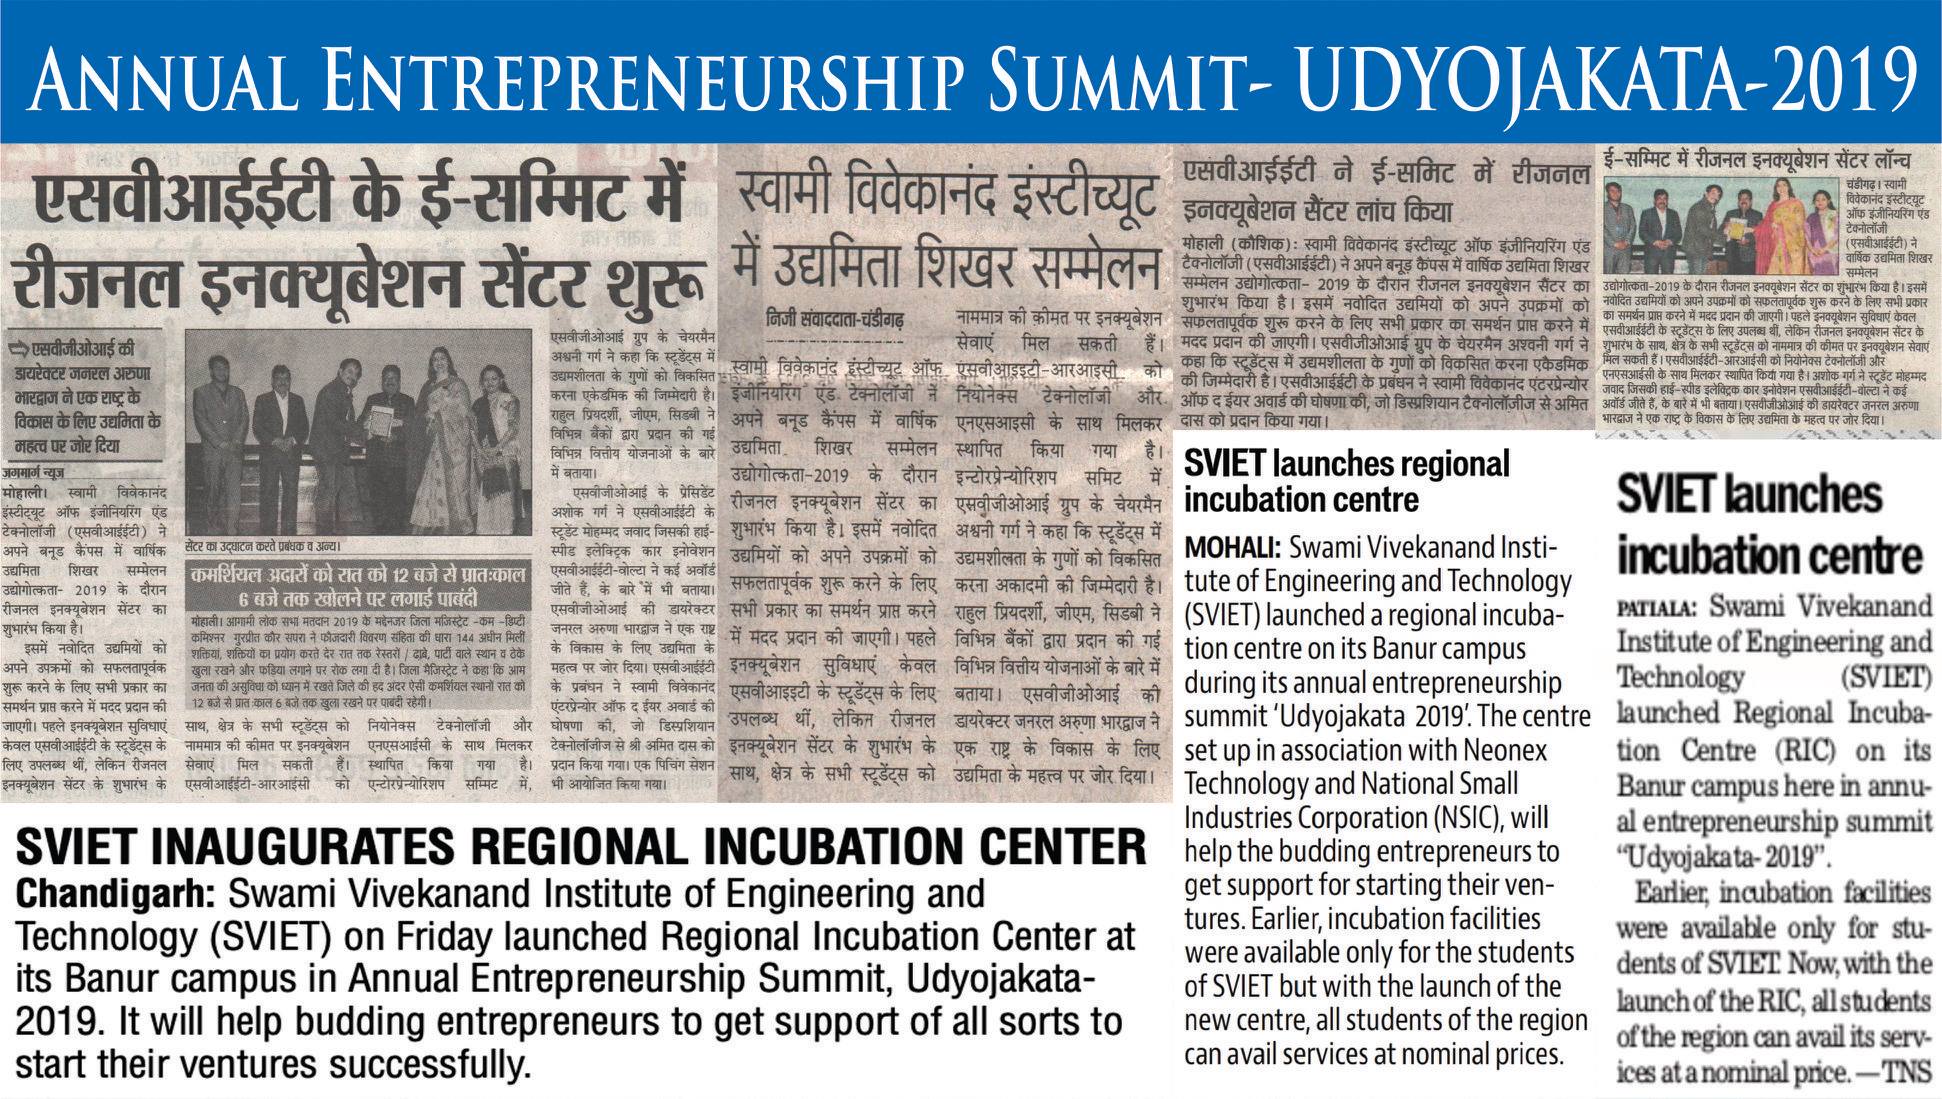 ANNUAL ENTREPRENEURSHIP SUMMIT- UDYOJAKATA-2019
एसवीआईईटी के ई-सम्मिट में
रीजनल इनक्यूबेशन सेंटर शुरू
एसवीजीओआई की
डायरेक्टर जनरल अरुणा
भारद्वाज ने एक राष्ट्र के
विकास के लिए उद्यमिता के
महत्व पर जोर दिया
जगमार्ग न्यूज
मोहाली। स्वामी विवेकानंद
इंस्टीट्यूट ऑफ इंजीनियरिंग एंड
टेक्नोलॉजी (एसवीआईईटी) ने
अपने बनूड कैंपस में वार्षिक
उद्यमिता शिखर सम्मेलन
उद्योगोत्कता- 2019 के दौरान
रीजनल इनक्यूबेशन सेंटर का
शुभारंभ किया है।
इसमें नवोदित उद्यमियों को
अपने उपक्रमों को सफलतापूर्वक
शुरू करने के लिए सभी प्रकार का
समर्थन प्राप्त करने में मदद प्रदान की
जाएगी। पहले इनक्यूबेशन सुविधाएं
केवल एसवीआईईटी के स्टूडेंट्स के
लिए उपलब्ध थीं, लेकिन रीजनल
इनक्यूबेशन सेंटर के शुभारंभ के
सेंटर का उद्घाटन करते प्रबंधक व अन्य।
कमर्शियल अदारों को रात को 12 बजे से प्रातःकाल
6 बजे तक खोलने पर लगाई पाबंदी
मोहाली। आगामी लोक सभा मतदान 2019 के मद्देनजर जिला मजिस्ट्रेट -कम -डिप्टी
कमिश्नर गुरप्रीत कौर सपरा ने फौजदारी विवरण संहिता की धारा 144 अधीन मिलीं
शक्तियां, शक्तियों का प्रयोग करते देर रात तक रेस्तरां / ढाबे, पार्टी वाले स्थान व ठेके
खुला रखने और फडिया लगाने पर रोक लगा दी है। जिला मैजिस्ट्रेट ने कहा कि आम
जनता की असुविधा को ध्यान में रखते जिले की हद अंदर ऐसी कमर्शियल स्थानों रात को
12 बजे से प्रात:काल 6 बजे तक खुला रखने पर पाबंदी रहेगी।
साथ, क्षेत्र के सभी स्टूडेंट्स को
नाममात्र की कीमत पर इनक्यूबेशन
सेवाएं मिल सकती हैं।
एसवीआईईटी-आरआईसी को
नियोनेक्स टेक्नोलॉजी और
एनएसआईसी के साथ मिलकर
स्थापित किया गया है।
एन्टोरप्रेन्योरिशप सम्मिट में,
एसवीजीओआई ग्रुप के चेयरमैन
अश्वनी गर्ग ने कहा कि स्टूडेंट्स में
उद्यमशीलता के गुणों को विकसित
करना एकेडमिक की जिम्मेदारी है।
राहुल प्रियदर्शी, जीएम, सिडबी ने
विभिन्न बैंकों द्वारा प्रदान की गई
विभिन्न वित्तीय योजनाओं के बारे
में बताया।
एसवीजीओआई के प्रेसिडेंट
अशोक गर्ग ने एसवीआईईटी के
स्टूडेंट मोहम्मद जवाद जिसकी हाई-
स्पीड इलेक्ट्रिक कार इनोवेशन
एसवीआईईटी-वोल्टा ने कई अवॉर्ड
जीते हैं, के बारे में भी बताया।
एसवीजीओआई की डायरेक्टर
जनरल अरुणा भारद्वाज ने एक राष्ट्र
के विकास के लिए उद्यमिता के
महत्व पर जोर दिया। एसवीआईईटी
के प्रबंधन ने स्वामी विवेकानंद
एंटरप्रेन्योर ऑफ द ईयर अवार्ड की
घोषणा की, जो डिस्प्रशियान
टेक्नोलॉजीज से श्री अमित दास को
प्रदान किया गया। एक पिचिंग सेशन
भी आयोजित किया गया।
स्वामी विवेकानंद इंस्टीच्यूट
में उद्यमिता शिखर सम्मेलन
निजी संवाददाता-चंडीगढ़
स्वामी विवेकानंद इंस्टीच्यूट ऑफ
इंजीनियरिंग एंड टेक्नोलॉजी ने
अपने बनूड कैंपस में वार्षिक
उद्यमिता शिखर सम्मेलन
उद्योगोत्कता-2019 के दौरान
रीजनल इनक्यूबेशन सेंटर का
शुभारंभ किया है। इसमें नवोदित
उद्यमियों को अपने उपक्रमों को
सफलतापूर्वक शुरू करने के लिए
सभी प्रकार का समर्थन प्राप्त करने
में मदद प्रदान की जाएगी। पहले
इनक्यूबेशन सुविधाएं केवल
एसवीआइइटी के स्टूडेंट्स के लिए
उपलब्ध थीं, लेकिन रीजनल
इनक्यूबेशन सेंटर के शुभारंभ के
साथ, क्षेत्र के सभी स्टूडेंट्स को
नाममात्र की कीमत पर इनक्यूबेशन
सेवाएं मिल सकती हैं।
एसवीआइइटी-आरआइसी को
नियोनेक्स टेक्नोलॉजी और
एनएसआइसी के साथ मिलकर
स्थापित किया गया है।
इन्टोरप्रेन्योरिशप समिट में
एसवीजीओआई ग्रुप के चेयरमैन
अश्वनी गर्ग ने कहा कि स्टूडेंट्स में
उद्यमशीलता के गुणों को विकसित
करना अकादमी की जिम्मेदारी है।
राहुल प्रियदर्शी, जीएम, सिडबी ने
विभिन्न बैंकों द्वारा प्रदान की गई
विभिन्न वित्तीय योजनाओं के बारे में
बताया। एसवीजीओआई की
डायरेक्टर जनरल अरुणा भारद्वाज ने
एक राष्ट्र के विकास के लिए
उद्यमिता के महत्व पर जोर दिया।
एसवीआईईटी ने ई-समिट में रीजनल
इनक्यूबेशन सैंटर लांच किया
मोहाली (कौशिक): स्वामी विवेकानंद इंस्टीच्यूट ऑफ इंजीनियरिंग एंड
टैक्नोलॉजी (एसवीआईईटी) ने अपने बनूड़ कैंपस में वार्षिक उद्यमिता शिखर
सम्मेलन उद्योगोत्कता- 2019 के दौरान रीजनल इनक्यूबेशन सैंटर का
शुभारंभ किया है। इसमें नवोदित उद्यमियों को अपने उपक्रमों को
सफलतापूर्वक शुरू करने के लिए सभी प्रकार का समर्थन प्राप्त करने में
मदद प्रदान की जाएगी। एसवीजीओआई ग्रुप के चेयरमैन अश्वनी गर्ग ने
कहा कि स्टूडेंट्स में उद्यमशीलता के गुणों को विकसित करना एकैडमिक
की जिम्मेदारी है। एसवीआईईटी के प्रबंधन ने स्वामी विवेकानंद एंटरप्रेन्योर
ऑफ द ईयर अवार्ड की घोषणा की, जो डिस्प्रशियान टैक्नोलॉजीज से अमित
दास को प्रदान किया गया।
ई-सम्मिट में रीजनल इनक्यूबेशन सेंटर लॉन्च
चंडीगढ़। स्वामी
विवेकानंद इंस्टीट्यूट
ऑफ इंजीनियरिंग एंड
टेक्नोलॉजी
(एसवीआईईटी) ने
वार्षिक उद्यमिता शिखर
सम्मेलन
उद्योगोत्कता-2019 के दौरान रीजनल इनक्यूबेशन सेंटर का शुभारंभ किया है। इसमें
नवोदित उद्यमियों को अपने उपक्रमों को सफलतापूर्वक शुरू करने के लिए सभी प्रकार
का समर्थन प्राप्त करने में मदद प्रदान की जाएगी। पहले इनक्यूबेशन सुविधाएं केवल
एसवीआईईटी के स्टूडेंट्स के लिए उपलब्ध थीं, लेकिन रीजनल इनक्यूबेशन सेंटर के
शुभारंभ के साथ, क्षेत्र के सभी स्टूडेंट्स को नाममात्र की कीमत पर इनक्यूबेशन सेवाएं
मिल सकती हैं। एसवीआईईटी-आरआईसी को नियोनेक्स टेक्नोलॉजी और
एनएसआईसी के साथ मिलकर स्थापित किया गया है। अशोक गर्ग ने स्टूडेंट मोहम्मद
जवाद जिसकी हाई-स्पीड इलेक्ट्रिक कार इनोवेशन एसवीआईईटी-वोल्टा ने कई
अवॉर्ड जीते हैं, के बारे में भी बताया। एसवीजीओआई की डायरेक्टर जनरल अरुणा
भारद्वाज ने एक राष्ट्र के विकास के लिए उद्यमिता के महत्व पर जोर दिया।
SVIET INAUGURATES REGIONAL INCUBATION CENTER
Chandigarh: Swami Vivekanand Institute of Engineering and
Technology (SVIET) on Friday launched Regional Incubation Center at
its Banur campus in Annual Entrepreneurship Summit, Udyojakata-
2019. It will help budding entrepreneurs to get support of all sorts to
start their ventures successfully.
SVIET launches regional
incubation centre
MOHALI: Swami Vivekanand Insti-
tute of Engineering and Technology
(SVIET) launched a regional incuba-
tion centre on its Banur campus
during its annual entrepreneurship
summit ‘Udyojakata 2019’. The centre
set up in association with Neonex
Technology and National Small
Industries Corporation (NSIC), will
help the budding entrepreneurs to
get support for starting their ven-
tures. Earlier, incubation facilities
were available only for the students
of SVIET but with the launch of the
new centre, all students of the region
can avail services at nominal prices.
SVIET launches
incubation centre
PATIALA: Swami Vivekanand
Institute of Engineering and
Technology (SVIET)
launched Regional Incuba-
tion Centre (RIC) on its
Banur campus here in annu-
al entrepreneurship summit
“Udyojakata- 2019”.
Earlier, incubation facilities
were available only for stu-
dents of SVIET. Now, with the
launch of the RIC, all students
of the region can avail its serv-
ices at a nominal price. —TNS